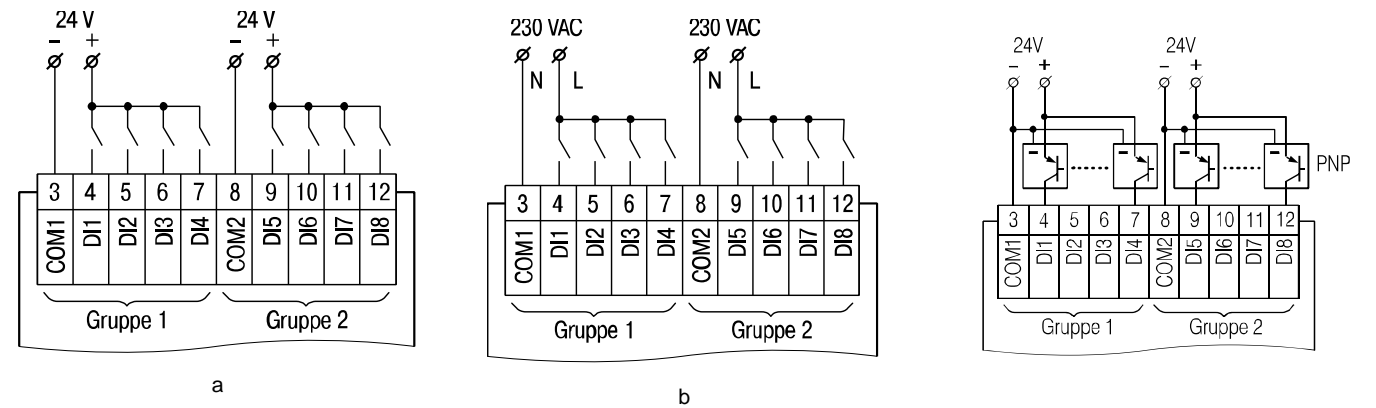 24 V 24 V
− + − +
3 4 5 6 7 8 9 10 11 12
COM1 DI1 DI2 DI3 DI4 COM2 DI5 DI6 DI7 DI8
Gruppe 1 Gruppe 2
a
230 VAC 230 VAC
N L N L
3 4 5 6 7 8 9 10 11 12
COM1 DI1 DI2 DI3 DI4 COM2 DI5 DI6 DI7 DI8
Gruppe 1 Gruppe 2
b
24V 24V
− + − +
− − − − PNP
3 4 5 6 7 8 9 10 11 12
COM1 DI1 DI2 DI3 DI4 COM2 DI5 DI6 DI7 DI8
Gruppe 1 Gruppe 2